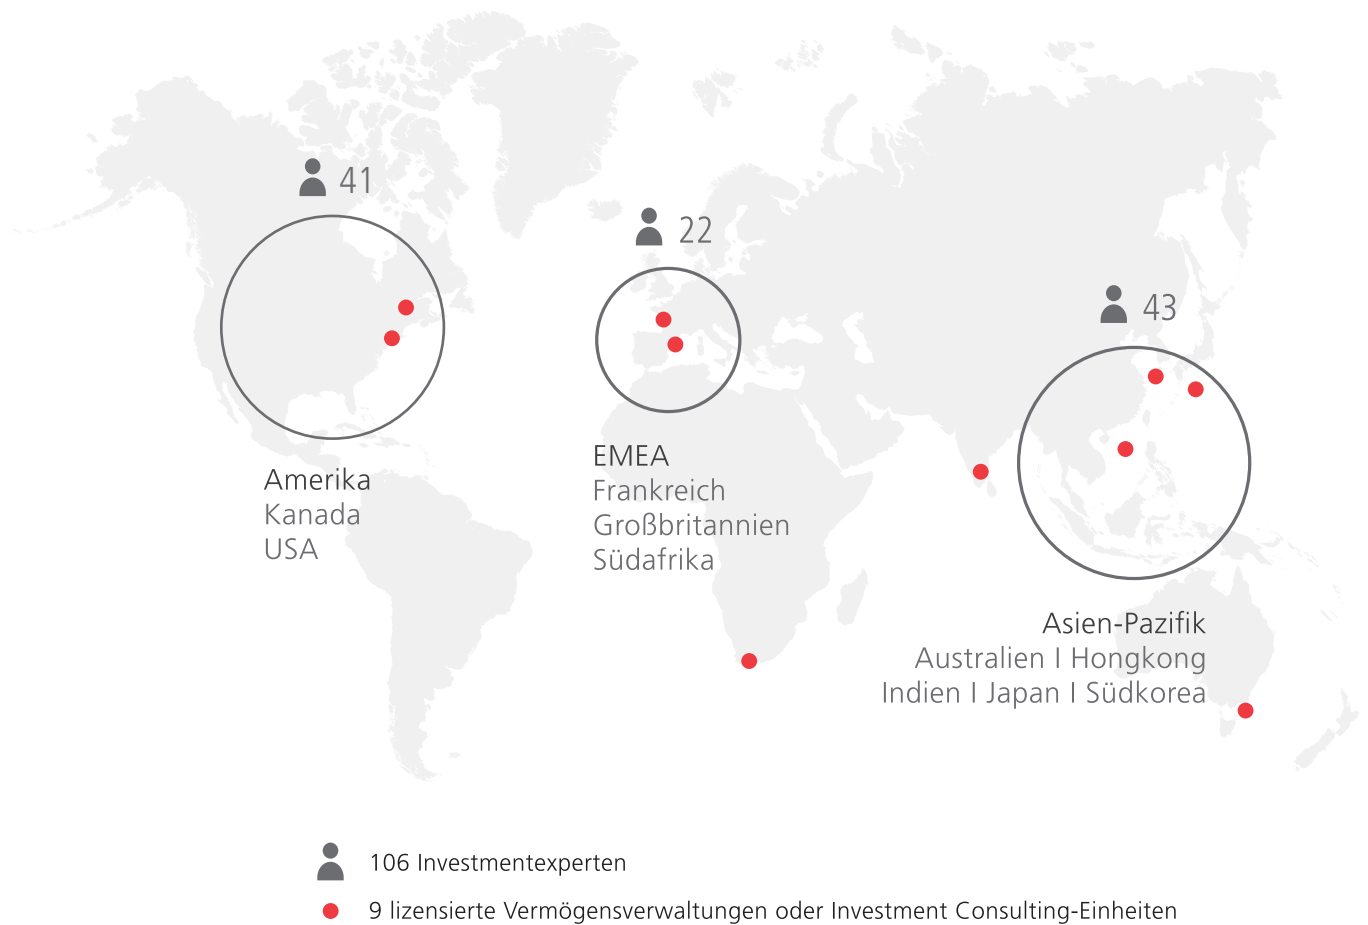 41
22
43
Amerika
Kanada
USA
EMEA
Frankreich
Großbritannien
Südafrika
Asien-Pazifik
Australien I Hongkong
Indien I Japan I Südkorea
106 Investmentexperten
9 lizensierte Vermögensverwaltungen oder Investment Consulting-Einheiten